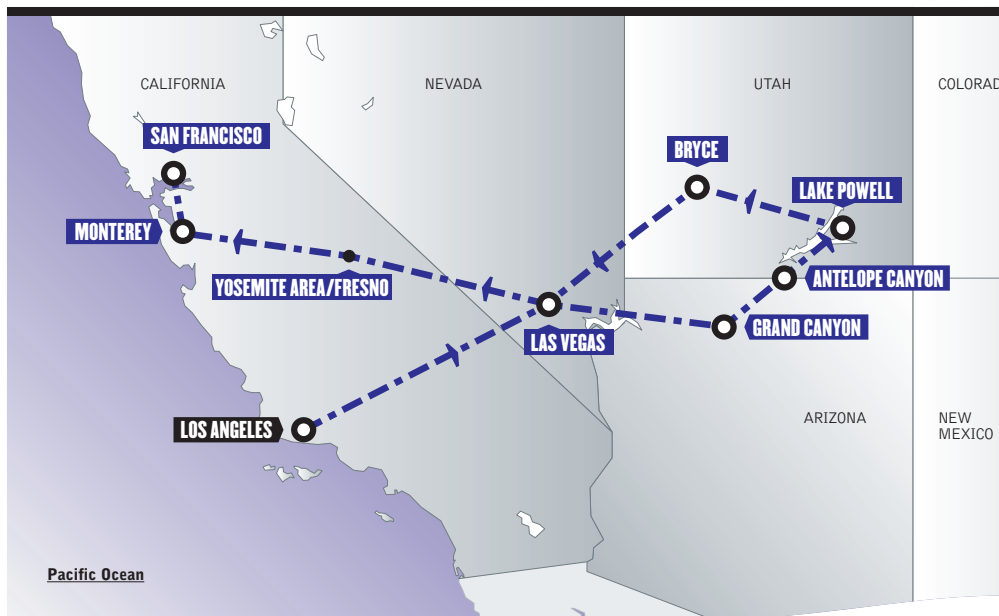 CALIFORNIA
NEVADA
UTAH
COLORAD
SAN FRANCISCO
BRYCE
LAKE POWELL
MONTEREY
YOSEMITE AREA/FRESNO
ANTELOPE CANYON
LAS VEGAS
GRAND CANYON
LOS ANGELES
ARIZONA
NEW
MEXICO
Pacific Ocean